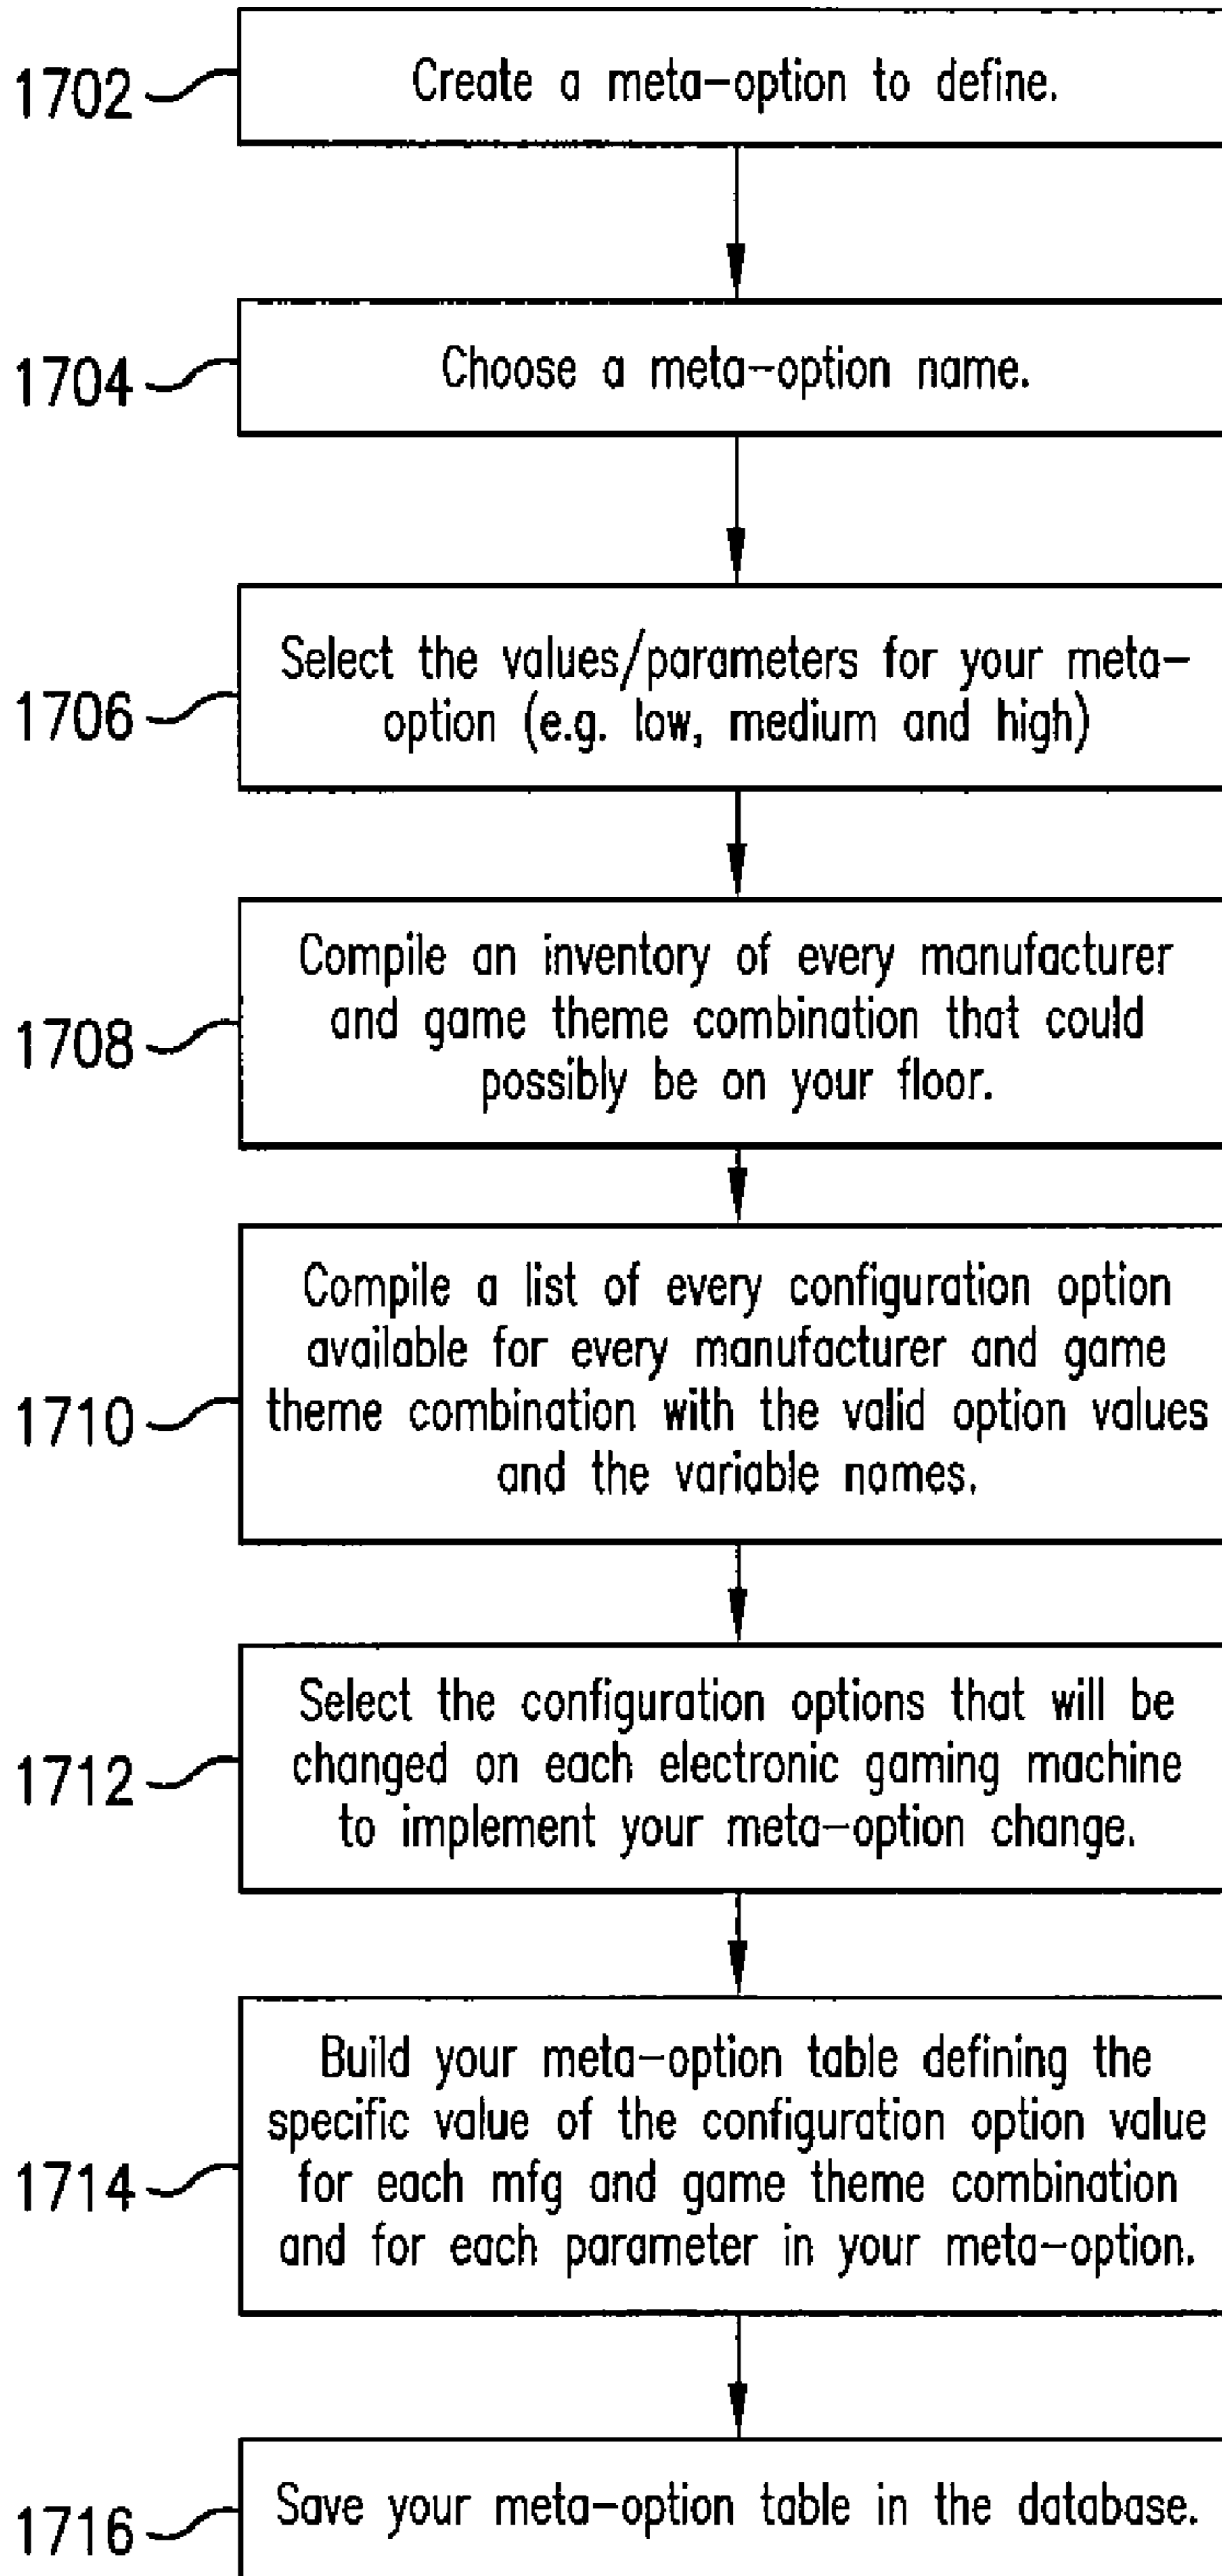 1702
Create a meta-option to define.
1704
Choose a meta-option name.
1706
Select the values/parameters for your meta-
option (e.g. low, medium and high)
1708
Compile an inventory of every manufacturer
and game theme combination that could
possibly be on your floor.
1710
Compile a list of every configuration option
available for every manufacturer and game
theme combination with the valid option values
and the variable names.
1712
Select the configuration options that will be
changed on each electronic gaming machine
to implement your meta-option change.
1714
Build your meta-option table defining the
specific value of the configuration option value
for each mfg and game theme combination
and for each parameter in your meta-option.
1716
Save your meta-option table in the database.